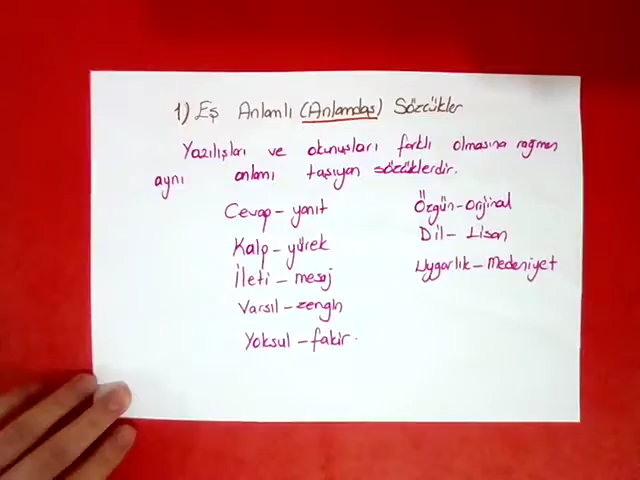 1) Eş Anlamlı (Anlamdaş) Sözcükler
Yazılışları ve okunuşları farklı olmasına rağmen
aynı anlamı taşıyan sözcüklerdir.
Cevap - yanıt
Kalp - yürek
İleti - mesaj
Varsıl - zengin
Yoksul - fakir.
Özgün - orijinal
Dil - Lisan
Uygarlık - Medeniyet